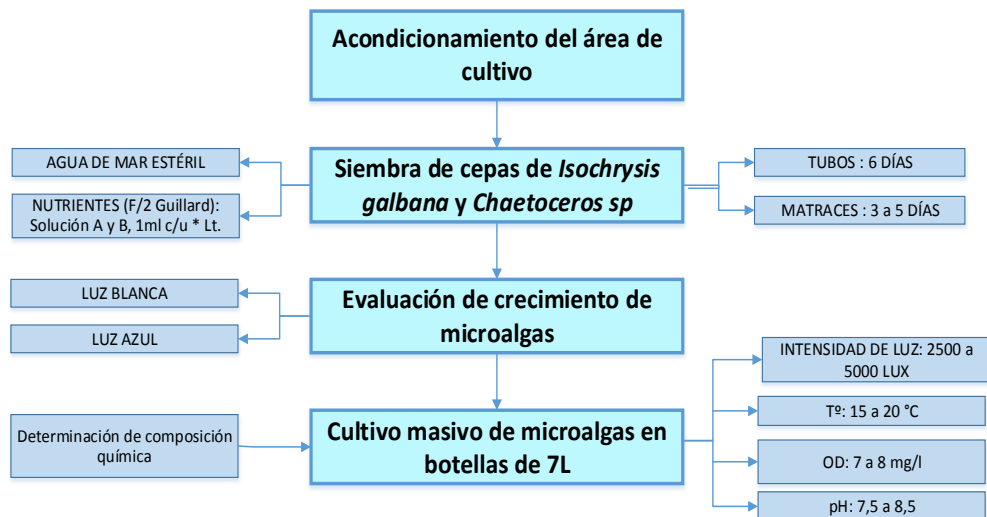 Acondicionamiento del área de
cultivo
AGUA DE MAR ESTÉRIL
NUTRIENTES (F/2 Guillard):
Solución A y B, 1ml c/u * Lt.
Siembra de cepas de Isochrysis
galbana y Chaetoceros sp
TUBOS : 6 DÍAS
MATRACES : 3 a 5 DÍAS
LUZ BLANCA
LUZ AZUL
Evaluación de crecimiento de
microalgas
Determinación de composición
química
Cultivo masivo de microalgas en
botellas de 7L
INTENSIDAD DE LUZ: 2500 a
5000 LUX
Tº: 15 a 20 °C
OD: 7 a 8 mg/l
pH: 7,5 a 8,5